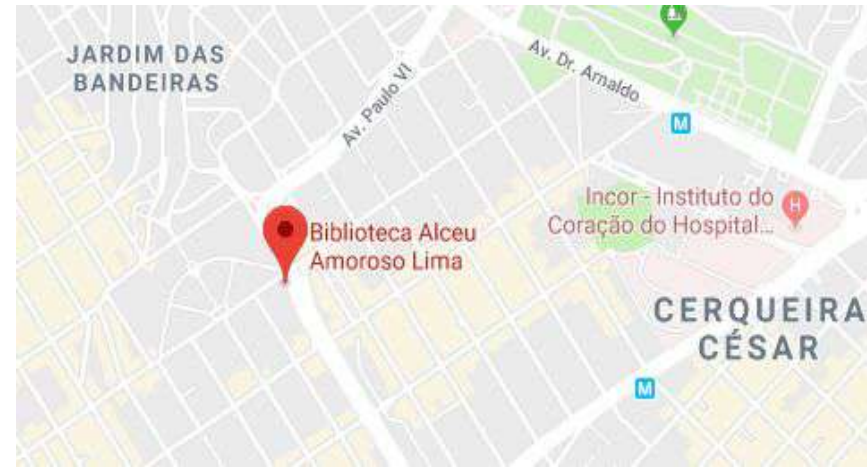 JARDIM DAS
BANDEIRAS
Av. Paulo VI
Av. Dr. Arnaldo
M
Incor - Instituto do
Coração do Hospital...
H
Biblioteca Alceu
Amoroso Lima
CERQUEIRA
CÉSAR
M